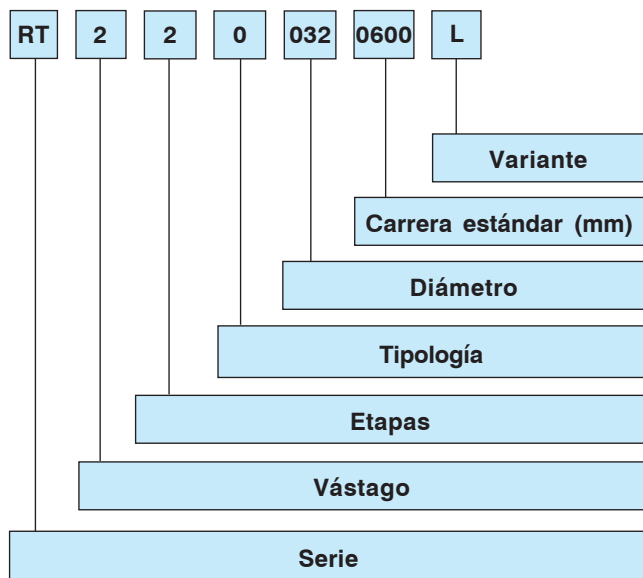 RT 2 2 0 032 0600 L
Variante
Carrera estándar (mm)
Diámetro
Tipología
Etapas
Vástago
Serie